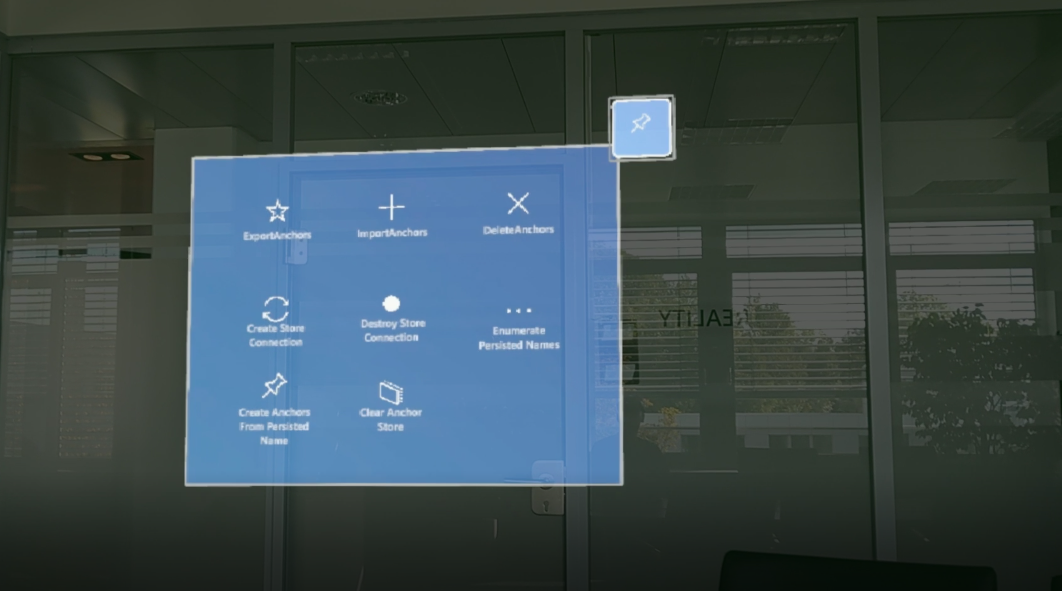 ExportAnchors
ImportAnchors
DeleteAnchors
Create Store
Connection
Destroy Store
Connection
Enumerate
Persisted Names
Create Anchors
From Persisted
Name
Clear Anchor
Store
REALITY